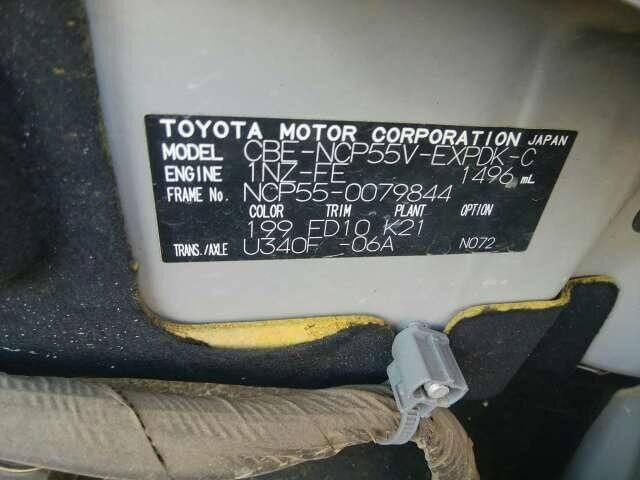 TOYOTA MOTOR CORPORATION JAPAN
MODEL CBE-NCP55V-EXPDK-C
ENGINE 1NZ-FE 1496 mL
FRAME No. NCP55-0079844
COLOR TRIM PLANT OPTION
199 ED10 K21
TRANS./AXLE U340F -06A N072